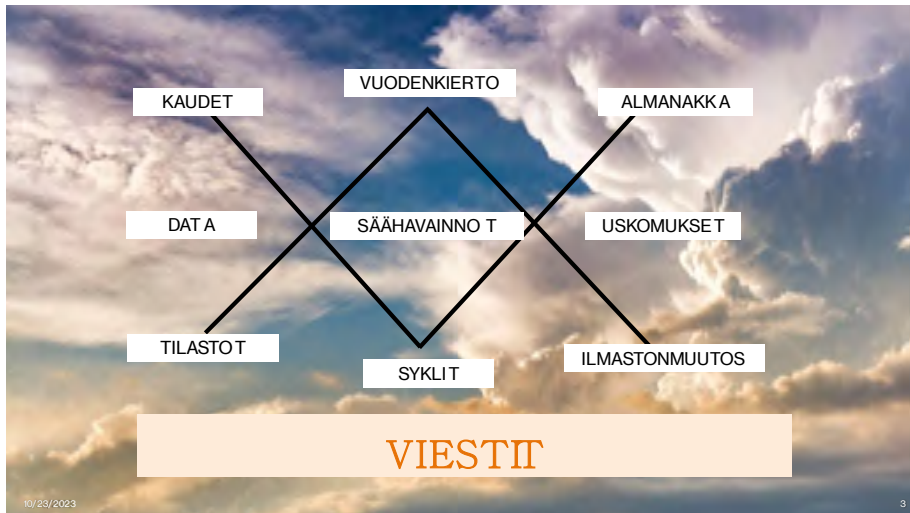 VUODENKIERTO
KAUDET
ALMANAKKA
DATA
SÄÄHAVAINNOT
USKOMUKSET
TILASTOT
SYKLIT
ILMASTONMUUTOS
VIESTIT
10/23/2023
3